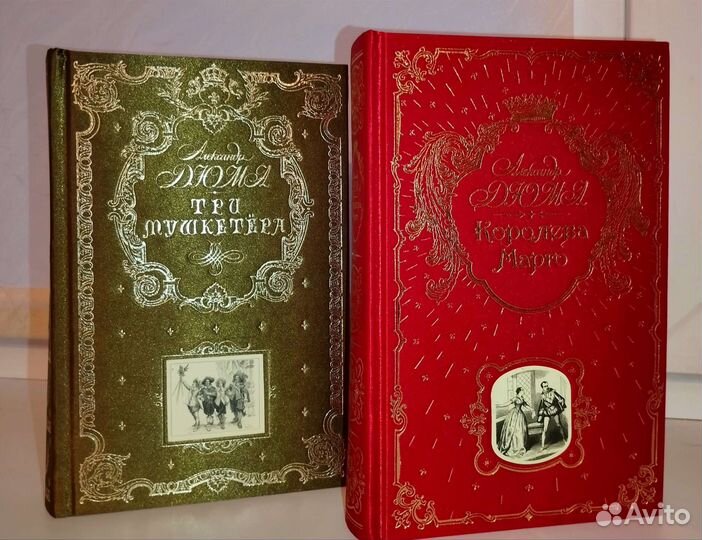 Александр
ДЮМА
ТРИ
МУШКЕТЁРА
Александр
ДЮМА
Королева
Марго
Avito